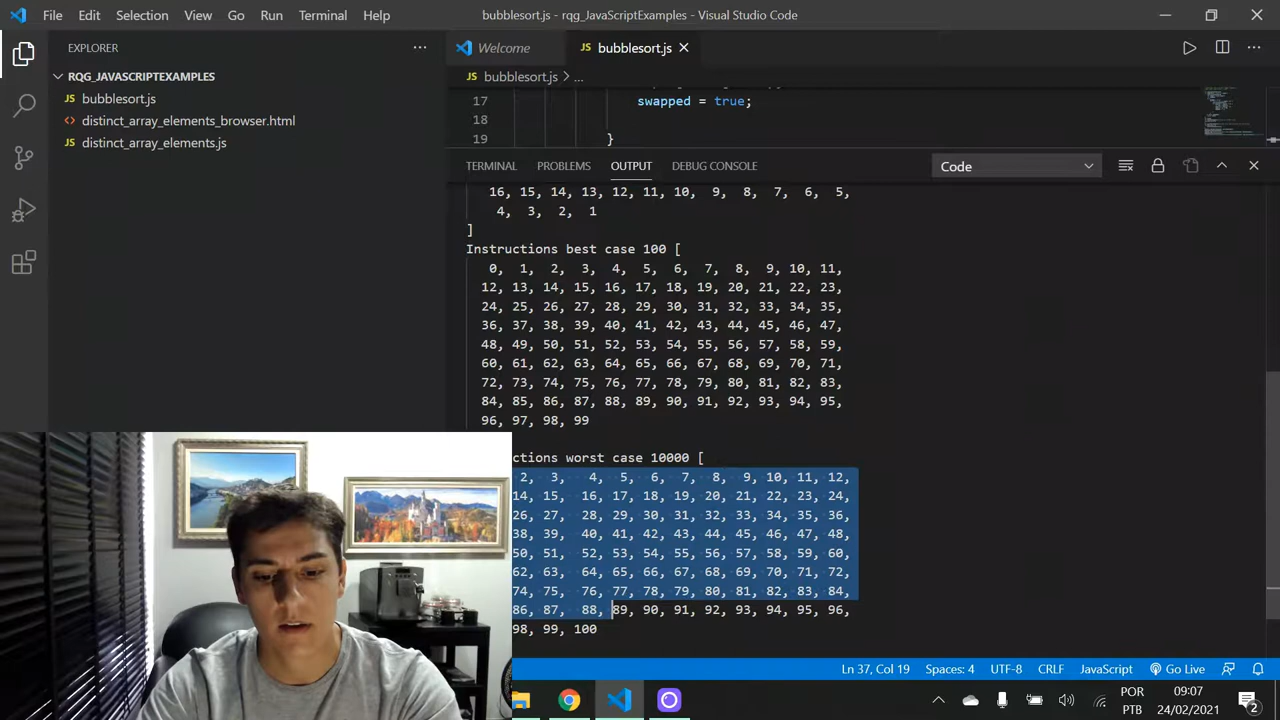 File Edit Selection View Go Run Terminal Help bubblesort.js - rqg_JavaScriptExamples - Visual Studio Code
EXPLORER
RQG_JAVASCRIPTEXAMPLES
JS bubblesort.js
<> distinct_array_elements_browser.html
JS distinct_array_elements.js
Welcome JS bubblesort.js
JS bubblesort.js > ...
17 swapped = true;
18
19 }
TERMINAL PROBLEMS OUTPUT DEBUG CONSOLE Code
16, 15, 14, 13, 12, 11, 10, 9, 8, 7, 6, 5,
4, 3, 2, 1
]
Instructions best case 100 [
0, 1, 2, 3, 4, 5, 6, 7, 8, 9, 10, 11,
12, 13, 14, 15, 16, 17, 18, 19, 20, 21, 22, 23,
24, 25, 26, 27, 28, 29, 30, 31, 32, 33, 34, 35,
36, 37, 38, 39, 40, 41, 42, 43, 44, 45, 46, 47,
48, 49, 50, 51, 52, 53, 54, 55, 56, 57, 58, 59,
60, 61, 62, 63, 64, 65, 66, 67, 68, 69, 70, 71,
72, 73, 74, 75, 76, 77, 78, 79, 80, 81, 82, 83,
84, 85, 86, 87, 88, 89, 90, 91, 92, 93, 94, 95,
96, 97, 98, 99
ctions worst case 10000 [
2, 3, 4, 5, 6, 7, 8, 9, 10, 11, 12,
14, 15, 16, 17, 18, 19, 20, 21, 22, 23, 24,
26, 27, 28, 29, 30, 31, 32, 33, 34, 35, 36,
38, 39, 40, 41, 42, 43, 44, 45, 46, 47, 48,
50, 51, 52, 53, 54, 55, 56, 57, 58, 59, 60,
62, 63, 64, 65, 66, 67, 68, 69, 70, 71, 72,
74, 75, 76, 77, 78, 79, 80, 81, 82, 83, 84,
86, 87, 88, 89, 90, 91, 92, 93, 94, 95, 96,
98, 99, 100
Ln 37, Col 19 Spaces: 4 UTF-8 CRLF JavaScript Go Live
POR
PTB
09:07
24/02/2021
2